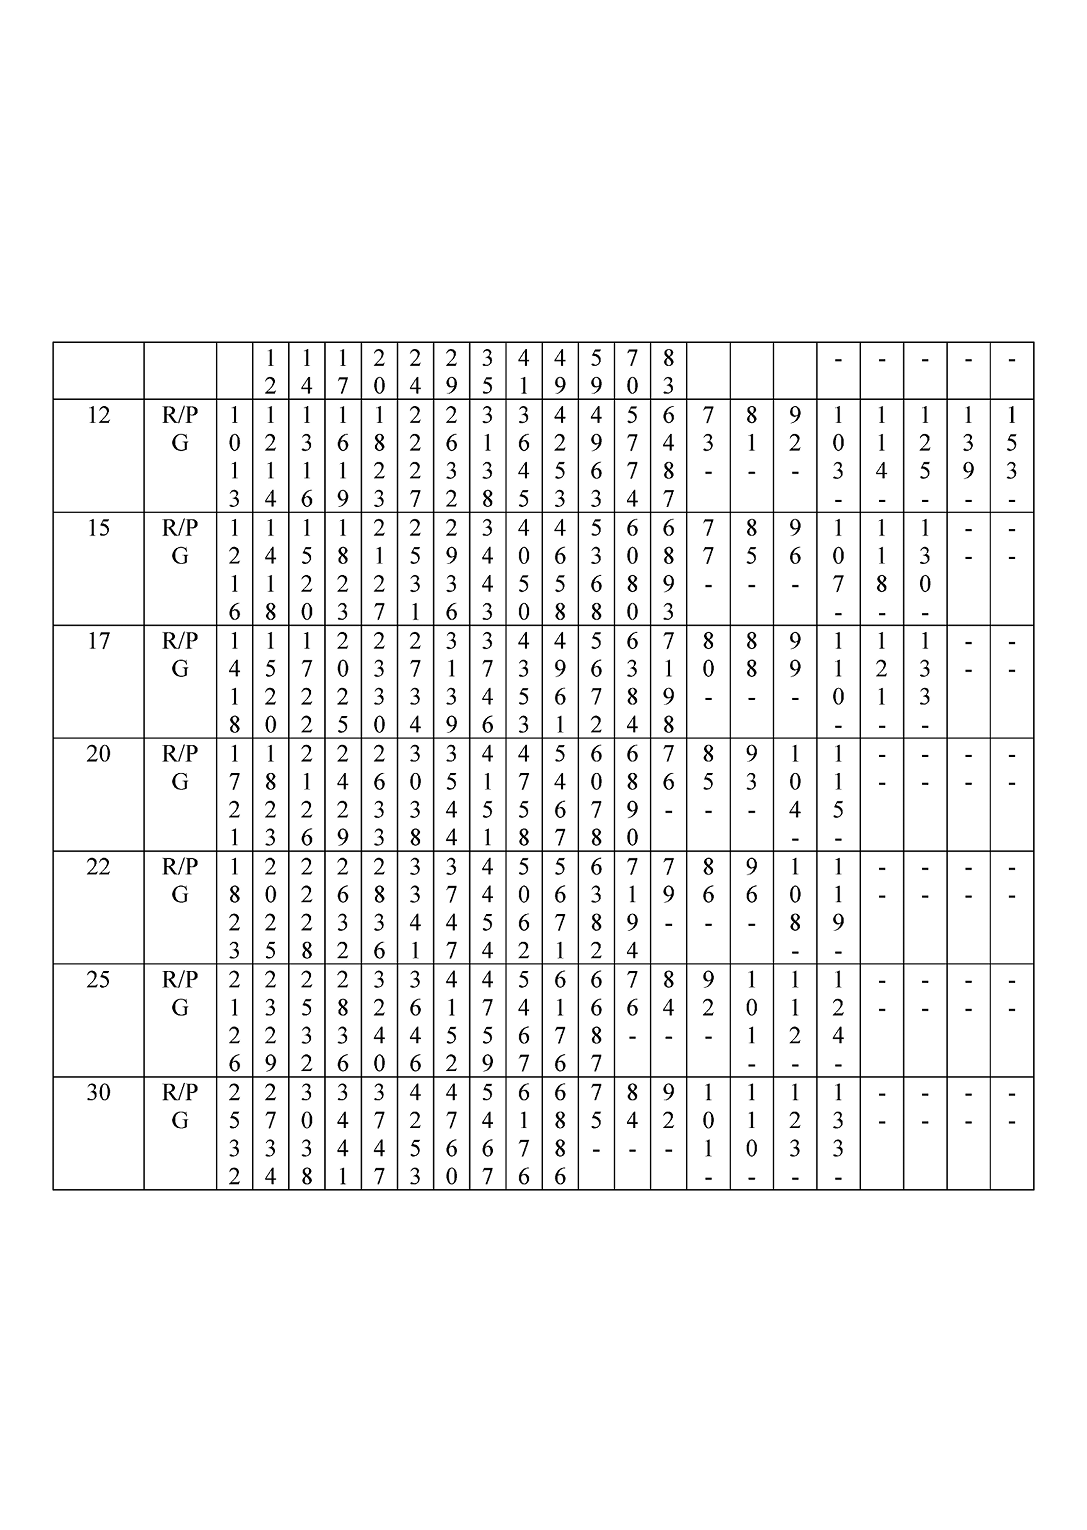 1 1 1 2 2 2 3 4 4 5 7 8 - - - - -
2 4 7 0 4 9 5 1 9 9 0 3
12 R/P 1 1 1 1 1 2 2 3 3 4 4 5 6 7 8 9 1 1 1 1 1
G 0 2 3 6 8 2 6 1 6 2 9 7 4 3 1 2 0 1 2 3 5
1 1 1 1 2 2 3 3 4 5 6 7 8 - - - 3 4 5 9 3
3 4 6 9 3 7 2 8 5 3 3 4 7 - - - - -
15 R/P 1 1 1 1 2 2 2 3 4 4 5 6 6 7 8 9 1 1 1 - -
G 2 4 5 8 1 5 9 4 0 6 3 0 8 7 5 6 0 1 3 - -
1 1 2 2 2 3 3 4 5 5 6 8 9 - - - 7 8 0
6 8 0 3 7 1 6 3 0 8 8 0 3 - - -
17 R/P 1 1 1 2 2 2 3 3 4 4 5 6 7 8 8 9 1 1 1 - -
G 4 5 7 0 3 7 1 7 3 9 6 3 1 0 8 9 1 2 3 - -
1 2 2 2 3 3 3 4 5 6 7 8 9 - - - 0 1 3
8 0 2 5 0 4 9 6 3 1 2 4 8 - - -
20 R/P 1 1 2 2 2 3 3 4 4 5 6 6 7 8 9 1 1 - - - -
G 7 8 1 4 6 0 5 1 7 4 0 8 6 5 3 0 1 - - - -
2 2 2 2 3 3 4 5 5 6 7 9 - - - 4 5
1 3 6 9 3 8 4 1 8 7 8 0 - -
22 R/P 1 2 2 2 2 3 3 4 5 5 6 7 7 8 9 1 1 - - - -
G 8 0 2 6 8 3 7 4 0 6 3 1 9 6 6 0 1 - - - -
2 2 2 3 3 4 4 5 6 7 8 9 - - - 8 9
3 5 8 2 6 1 7 4 2 1 2 4 - -
25 R/P 2 2 2 2 3 3 4 4 5 6 6 7 8 9 1 1 1 - - - -
G 1 3 5 8 2 6 1 7 4 1 6 6 4 2 0 1 2 - - - -
2 2 3 3 4 4 5 5 6 7 8 - - - 1 2 4
6 9 2 6 0 6 2 9 7 6 7 - - -
30 R/P 2 2 3 3 3 4 4 5 6 6 7 8 9 1 1 1 1 - - - -
G 5 7 0 4 7 2 7 4 1 8 5 4 2 0 1 2 3 - - - -
3 3 3 4 4 5 6 6 7 8 - - - 1 0 3 3
2 4 8 1 7 3 0 7 6 6 - - - -